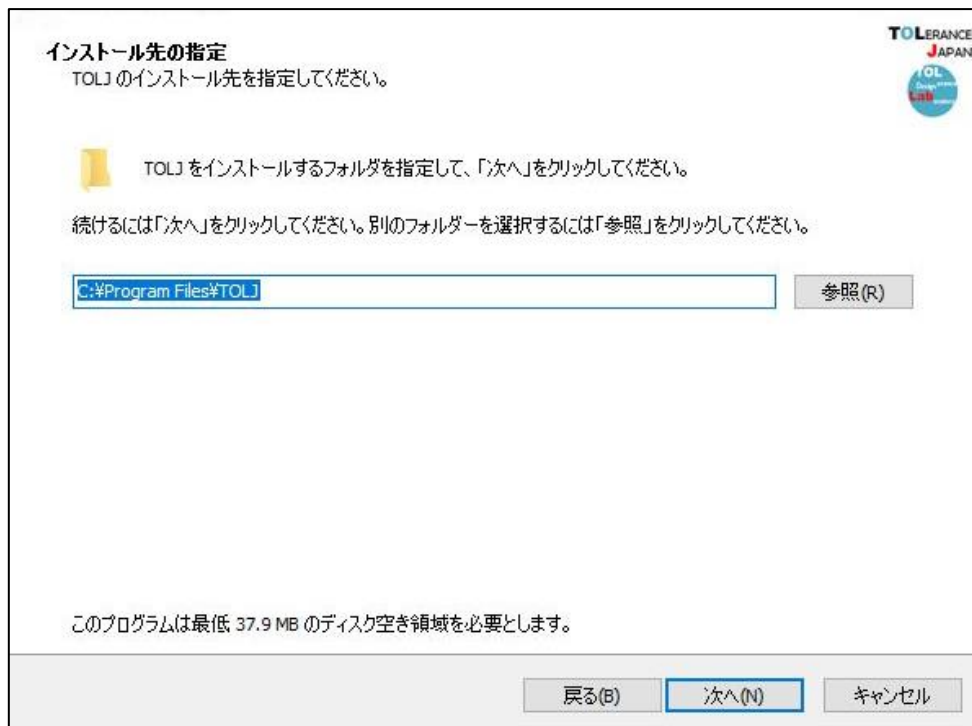 インストール先の指定
TOLJ のインストール先を指定してください。
TOLERANCE
JAPAN
TOL
Lab
TOLJ をインストールするフォルダを指定して、「次へ」をクリックしてください。
続けるには「次へ」をクリックしてください。別のフォルダーを選択するには「参照」をクリックしてください。
C:¥Program Files¥TOLJ
参照(R)
このプログラムは最低 37.9 MB のディスク空き領域を必要とします。
戻る(B)
次へ(N)
キャンセル